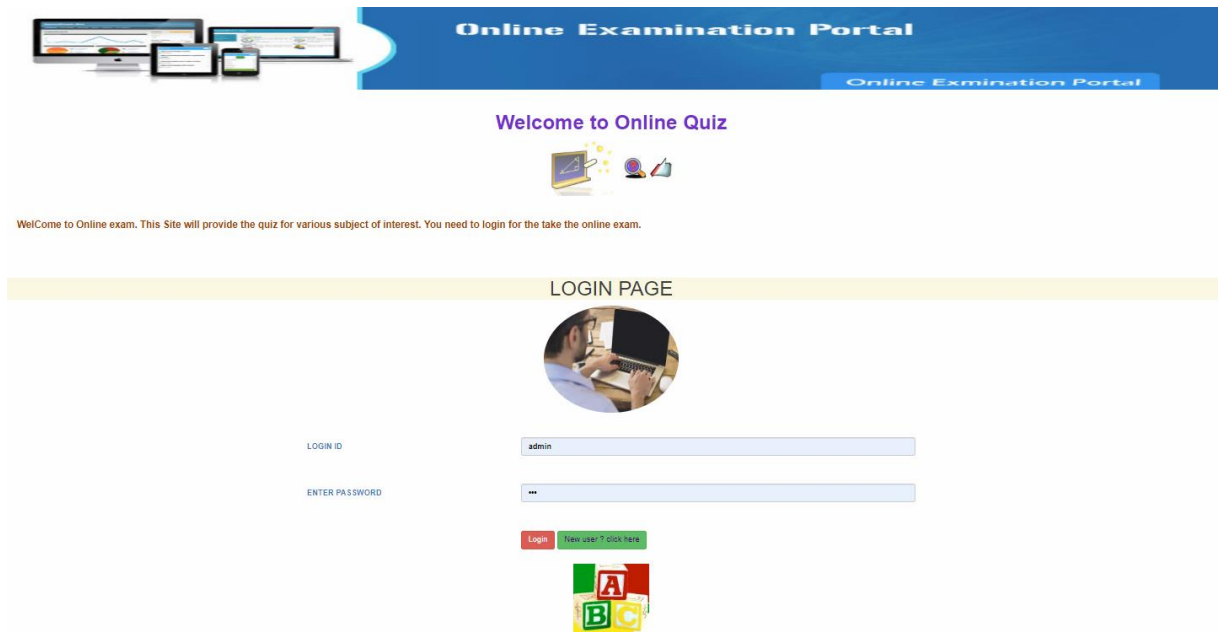 Online Examination Portal
Online Exmination Portal
Welcome to Online Quiz
WelCome to Online exam. This Site will provide the quiz for various subject of interest. You need to login for the take the online exam.
LOGIN PAGE
LOGIN ID
admin
ENTER PASSWORD
•••
Login
New user ? click here
A
B C